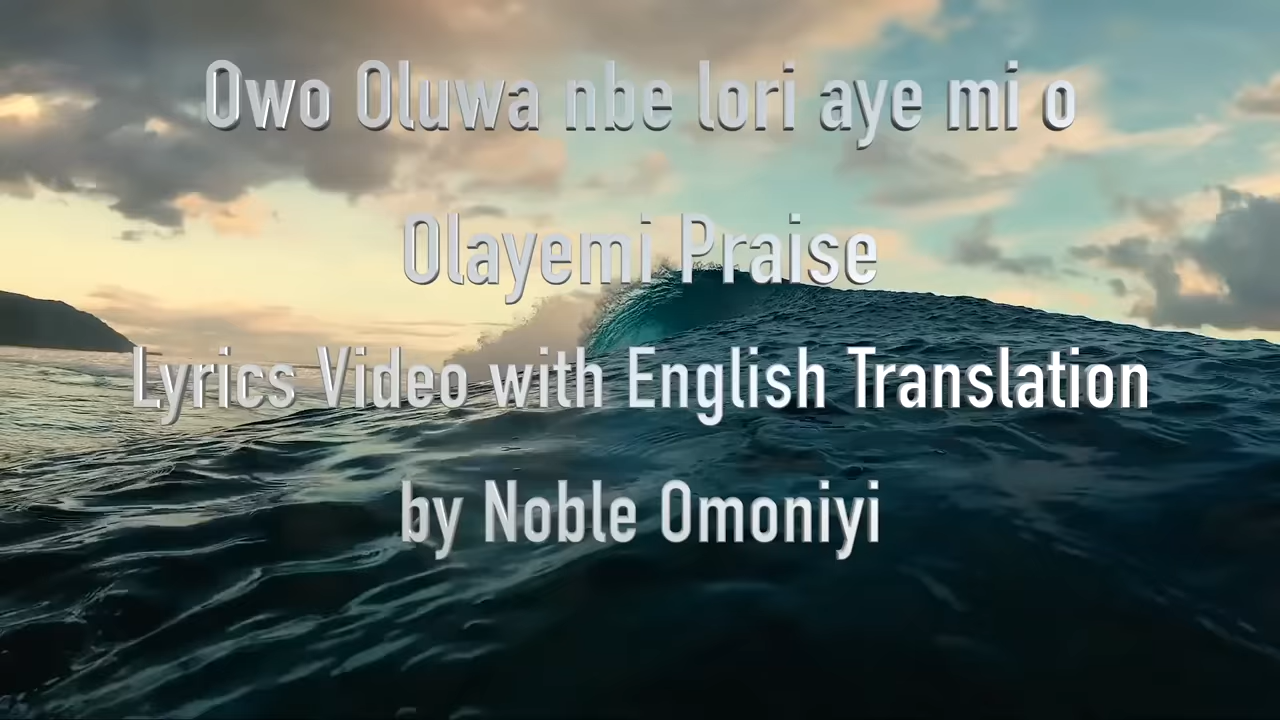 Owo Oluwa nbe lori aye mi o
Olayemi Praise
Lyrics Video with English Translation
by Noble Omoniyi